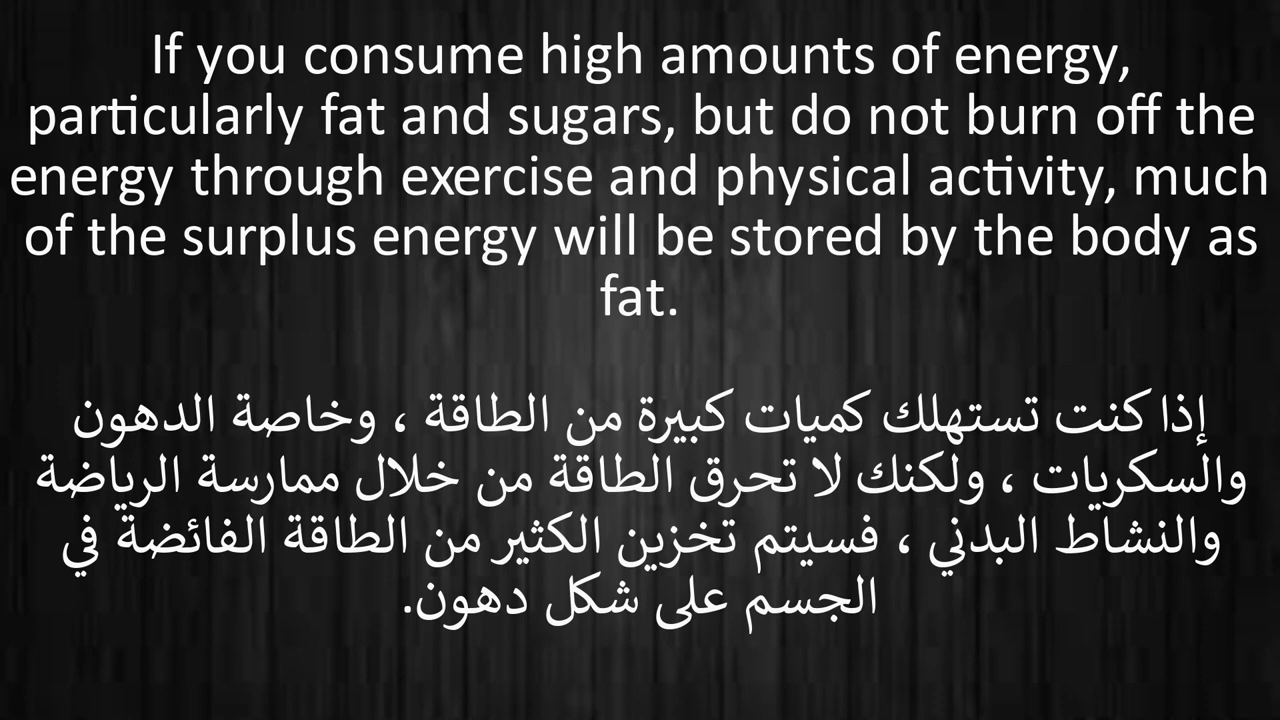 If you consume high amounts of energy,
particularly fat and sugars, but do not burn off the
energy through exercise and physical activity, much
of the surplus energy will be stored by the body as
fat.
إذا كنت تستهلك كميات كبيرة من الطاقة ، وخاصة الدهون
والسكريات ، ولكنك لا تحرق الطاقة من خلال ممارسة الرياضة
والنشاط البدني ، فسيتم تخزين الكثير من الطاقة الفائضة في
الجسم على شكل دهون.